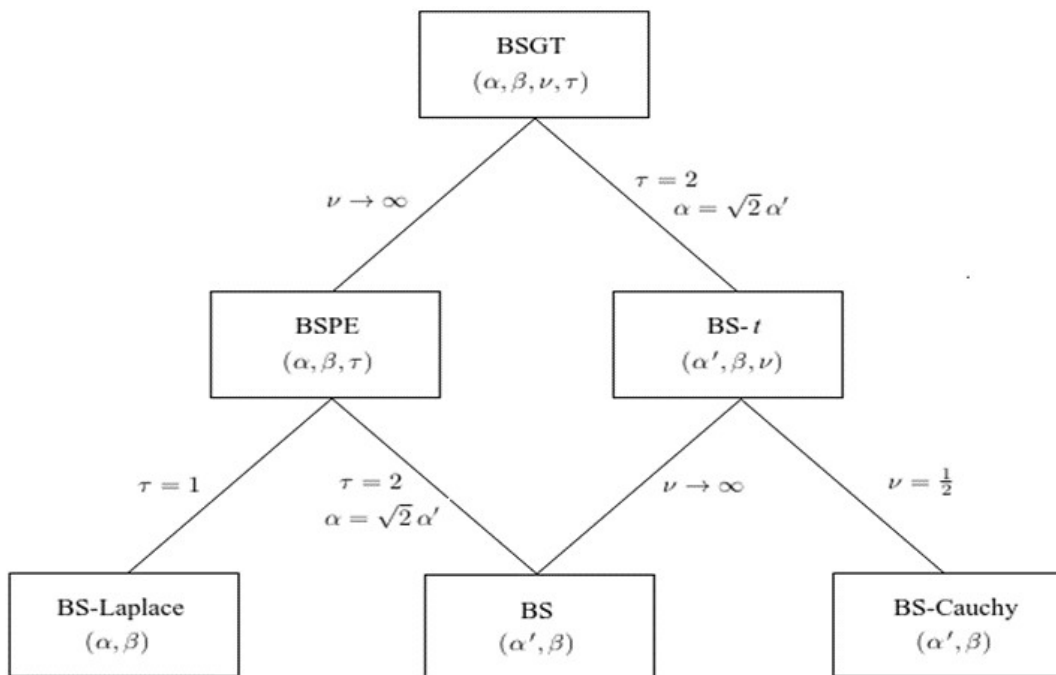 BSGT
(α, β, ν, τ)
ν → ∞
τ = 2
α = √2 α′
BSPE
(α, β, τ)
BS-t
(α′, β, ν)
τ = 1
τ = 2
α = √2 α′
ν → ∞
ν = 1/2
BS-Laplace
(α, β)
BS
(α′, β)
BS-Cauchy
(α′, β)